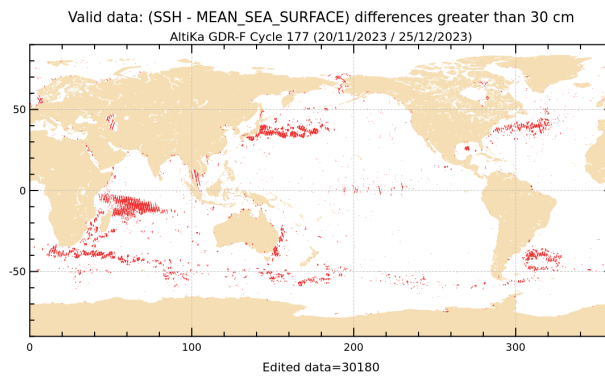 Valid data: (SSH - MEAN_SEA_SURFACE) differences greater than 30 cm
AltiKa GDR-F Cycle 177 (20/11/2023 / 25/12/2023)
50
0
-50
0 100 200 300
Edited data=30180